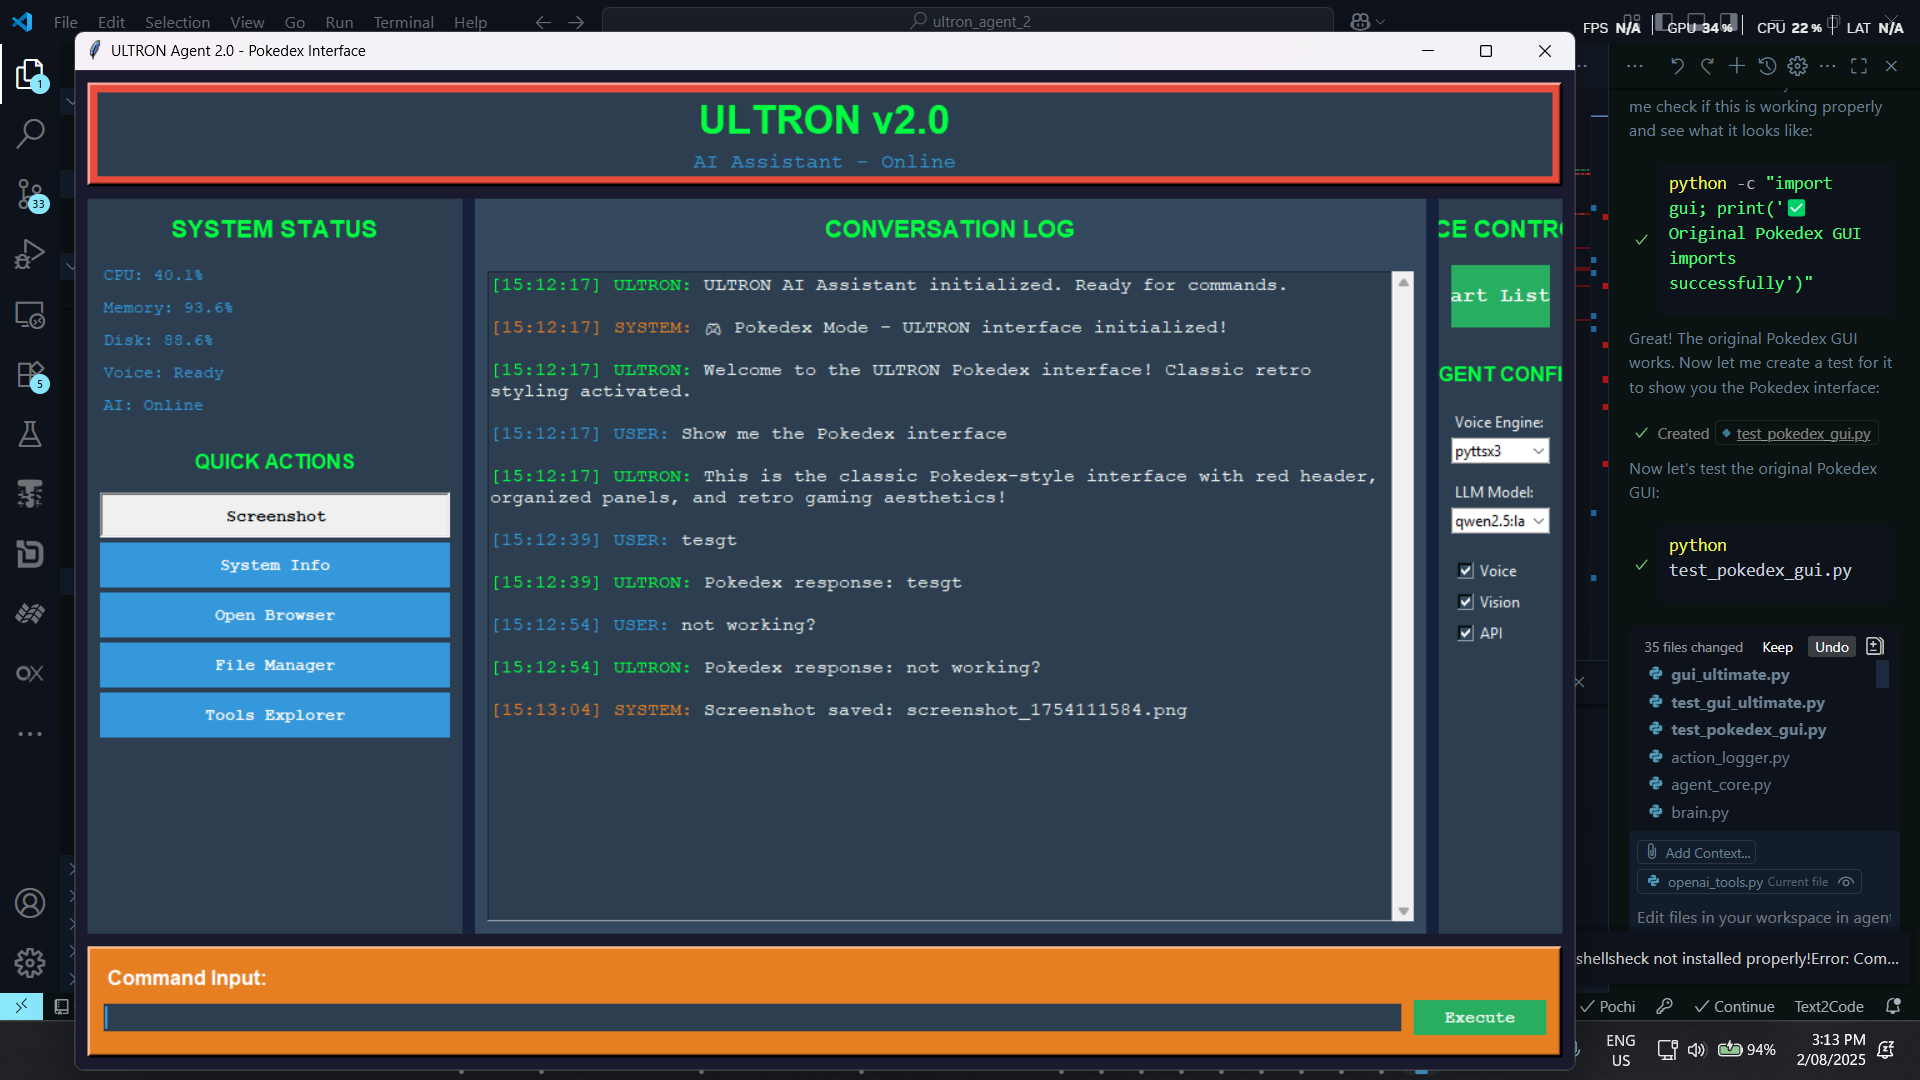 File Edit Selection View Go Run Terminal Help
ultron_agent_2
FPS N/A GPU 34 % CPU 22 % LAT N/A
ULTRON Agent 2.0 - Pokedex Interface
ULTRON v2.0
AI Assistant - Online
SYSTEM STATUS
CPU: 40.1%
Memory: 93.6%
Disk: 88.6%
Voice: Ready
AI: Online
QUICK ACTIONS
Screenshot
System Info
Open Browser
File Manager
Tools Explorer
CONVERSATION LOG
[15:12:17] ULTRON: ULTRON AI Assistant initialized. Ready for commands.
[15:12:17] SYSTEM: 🎮 Pokedex Mode - ULTRON interface initialized!
[15:12:17] ULTRON: Welcome to the ULTRON Pokedex interface! Classic retro
styling activated.
[15:12:17] USER: Show me the Pokedex interface
[15:12:17] ULTRON: This is the classic Pokedex-style interface with red header,
organized panels, and retro gaming aesthetics!
[15:12:39] USER: tesgt
[15:12:39] ULTRON: Pokedex response: tesgt
[15:12:54] USER: not working?
[15:12:54] ULTRON: Pokedex response: not working?
[15:13:04] SYSTEM: Screenshot saved: screenshot_1754111584.png
CE CONTR
art List
GENT CONFI
Voice Engine:
pyttsx3
LLM Model:
qwen2.5:la
Voice
Vision
API
Command Input:
Execute
1
33
5
me check if this is working properly
and see what it looks like:
python -c "import
gui; print('✅
Original Pokedex GUI
imports
successfully')"
Great! The original Pokedex GUI
works. Now let me create a test for it
to show you the Pokedex interface:
Created test_pokedex_gui.py
Now let's test the original Pokedex
GUI:
python
test_pokedex_gui.py
35 files changed Keep Undo
gui_ultimate.py
test_gui_ultimate.py
test_pokedex_gui.py
action_logger.py
agent_core.py
brain.py
Add Context...
openai_tools.py Current file
Edit files in your workspace in agent
shellsheck not installed properly!Error: Com...
Pochi Continue Text2Code
ENG
US
94%
3:13 PM
2/08/2025